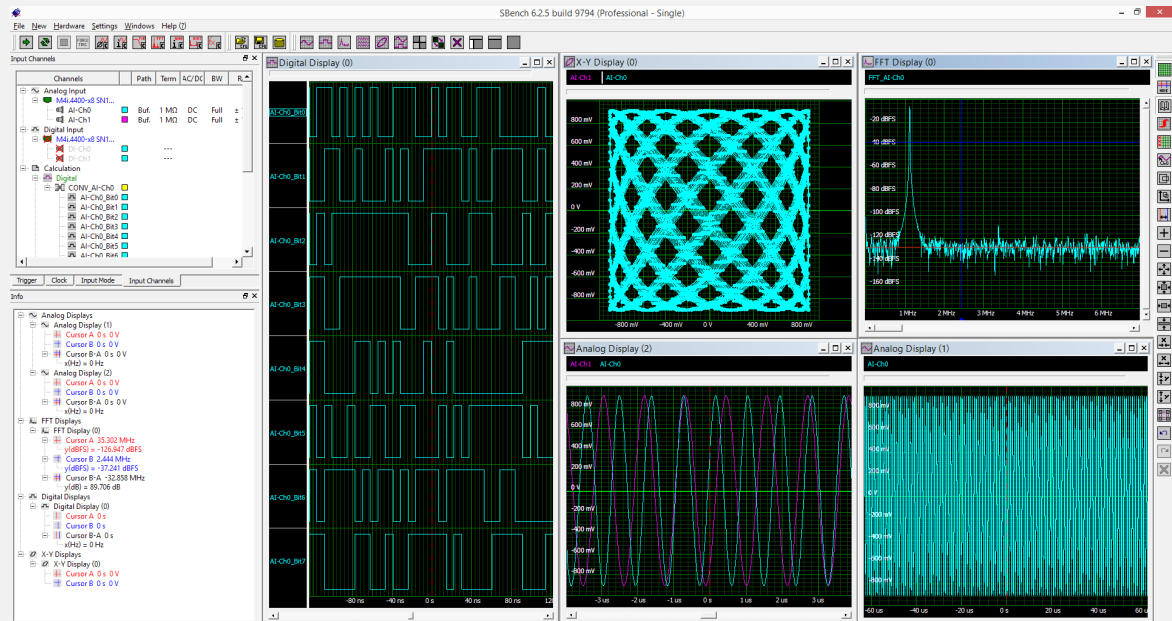 SBench 6.2.5 build 9794 (Professional - Single)
File New Hardware Settings Windows Help (?)
Input Channels
Channels Path Term AC/DC BW
Analog Input
M4i.4400-x8 SN1...
AI-Ch0 Buf. 1 MΩ DC Full ±
AI-Ch1 Buf. 1 MΩ DC Full ±
Digital Input
M4i.4400-x8 SN1...
DI-Ch0 ---
DI-Ch1 ---
Calculation
Digital
CONV_AI-Ch0
AI-Ch0_Bit0
AI-Ch0_Bit1
AI-Ch0_Bit2
AI-Ch0_Bit3
AI-Ch0_Bit4
AI-Ch0_Bit5
AI-Ch0_Bit6
Trigger Clock Input Mode Input Channels
Info
Analog Displays
Analog Display (1)
Cursor A 0 s 0 V
Cursor B 0 s 0 V
Cursor B-A 0 s 0 V
x(Hz) = 0 Hz
Analog Display (2)
Cursor A 0 s 0 V
Cursor B 0 s 0 V
Cursor B-A 0 s 0 V
x(Hz) = 0 Hz
FFT Displays
FFT Display (0)
Cursor A 35.302 MHz
y(dBFS) = -126.947 dBFS
Cursor B 2.444 MHz
y(dBFS) = -37.241 dBFS
Cursor B-A -32.858 MHz
y(dB) = 89.706 dB
Digital Displays
Digital Display (0)
Cursor A 0 s
Cursor B 0 s
Cursor B-A 0 s
x(Hz) = 0 Hz
X-Y Displays
X-Y Display (0)
Cursor A 0 s 0 V
Cursor B 0 s 0 V
Digital Display (0)
AI-Ch0_Bit0
AI-Ch0_Bit1
AI-Ch0_Bit2
AI-Ch0_Bit3
AI-Ch0_Bit4
AI-Ch0_Bit5
AI-Ch0_Bit6
AI-Ch0_Bit7
-80 ns -40 ns 0 s 40 ns 80 ns
X-Y Display (0)
AI-Ch1 AI-Ch0
800 mV
600 mV
400 mV
200 mV
0 V
-200 mV
-400 mV
-600 mV
-800 mV
-800 mV -400 mV 0 V 400 mV 800 mV
FFT Display (0)
FFT_AI-Ch0
-20 dBFS
-40 dBFS
-60 dBFS
-80 dBFS
-100 dBFS
-120 dBFS
-140 dBFS
-160 dBFS
1 MHz 2 MHz 3 MHz 4 MHz 5 MHz 6 MHz
Analog Display (2)
AI-Ch1 AI-Ch0
800 mV
600 mV
400 mV
200 mV
0 V
-200 mV
-400 mV
-600 mV
-800 mV
-3 us -2 us -1 us 0 s 1 us 2 us 3 us
Analog Display (1)
AI-Ch0
800 mV
600 mV
400 mV
200 mV
0 V
-200 mV
-400 mV
-600 mV
-800 mV
-60 us -40 us -20 us 0 s 20 us 40 us